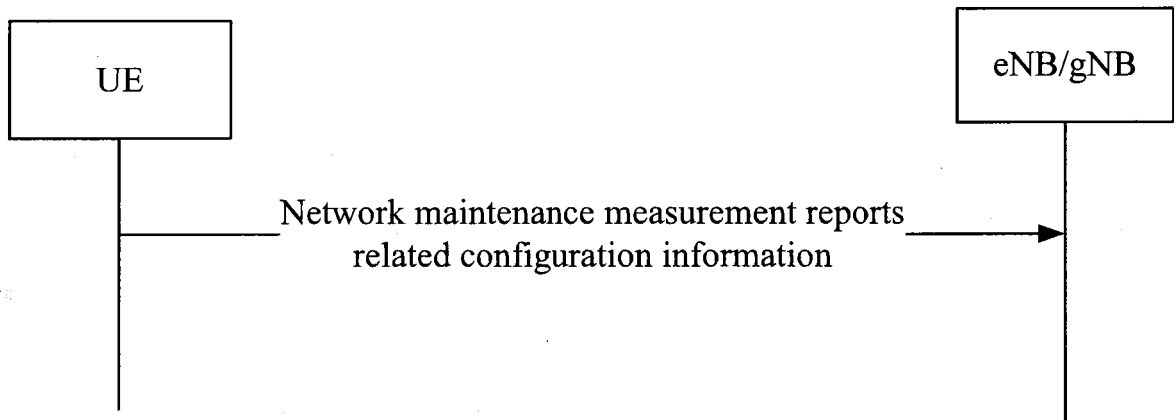 UE
eNB/gNB
Network maintenance measurement reports
related configuration information